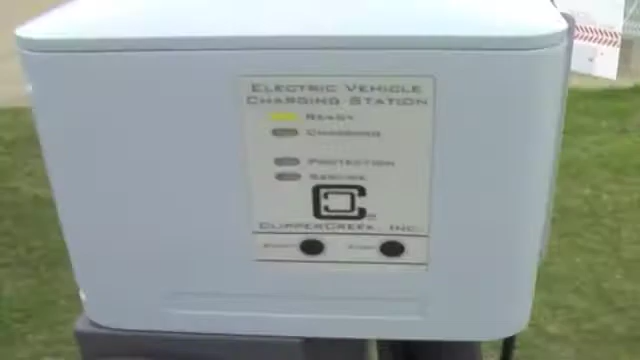 Electric Vehicle
Charging Station
Ready
Charging
Protection
Service
ClipperCreek, Inc.